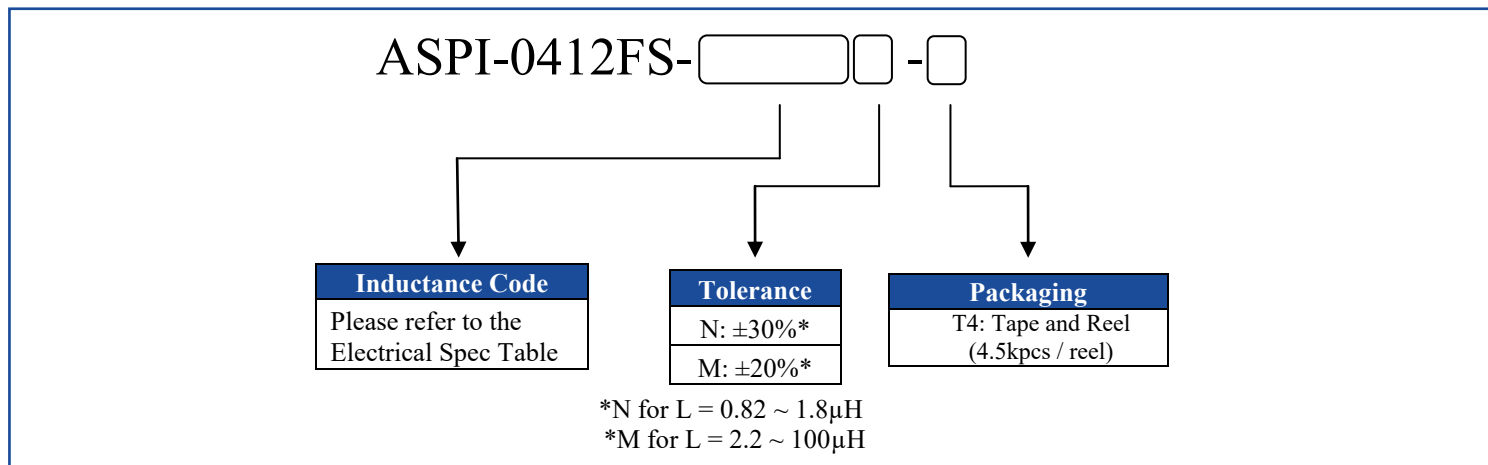 ASPI-0412FS- -
Inductance Code
Please refer to the
Electrical Spec Table
Tolerance
N: ±30%*
M: ±20%*
*N for L = 0.82 ~ 1.8µH
*M for L = 2.2 ~ 100µH
Packaging
T4: Tape and Reel
(4.5kpcs / reel)